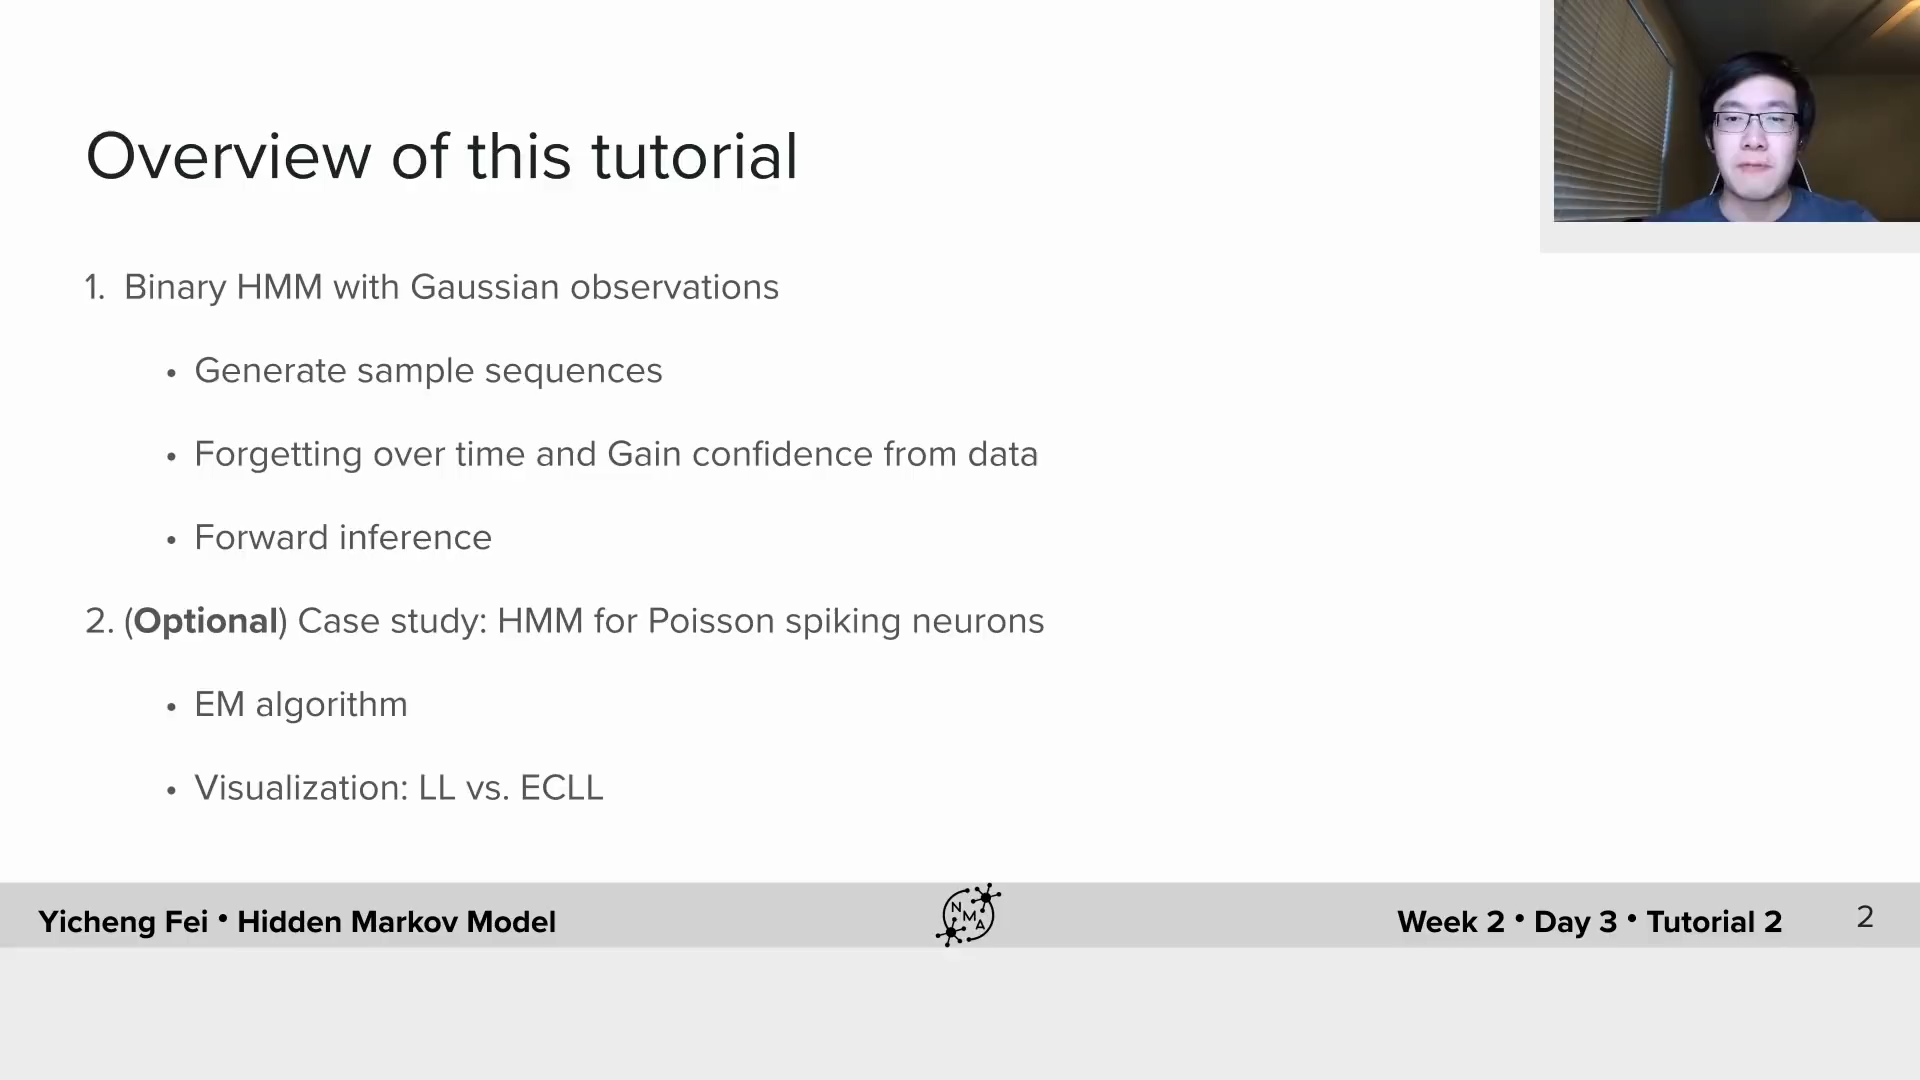 Overview of this tutorial
1. Binary HMM with Gaussian observations
• Generate sample sequences
• Forgetting over time and Gain confidence from data
• Forward inference
2. (Optional) Case study: HMM for Poisson spiking neurons
• EM algorithm
• Visualization: LL vs. ECLL
Yicheng Fei • Hidden Markov Model
NMA
Week 2 • Day 3 • Tutorial 2
2